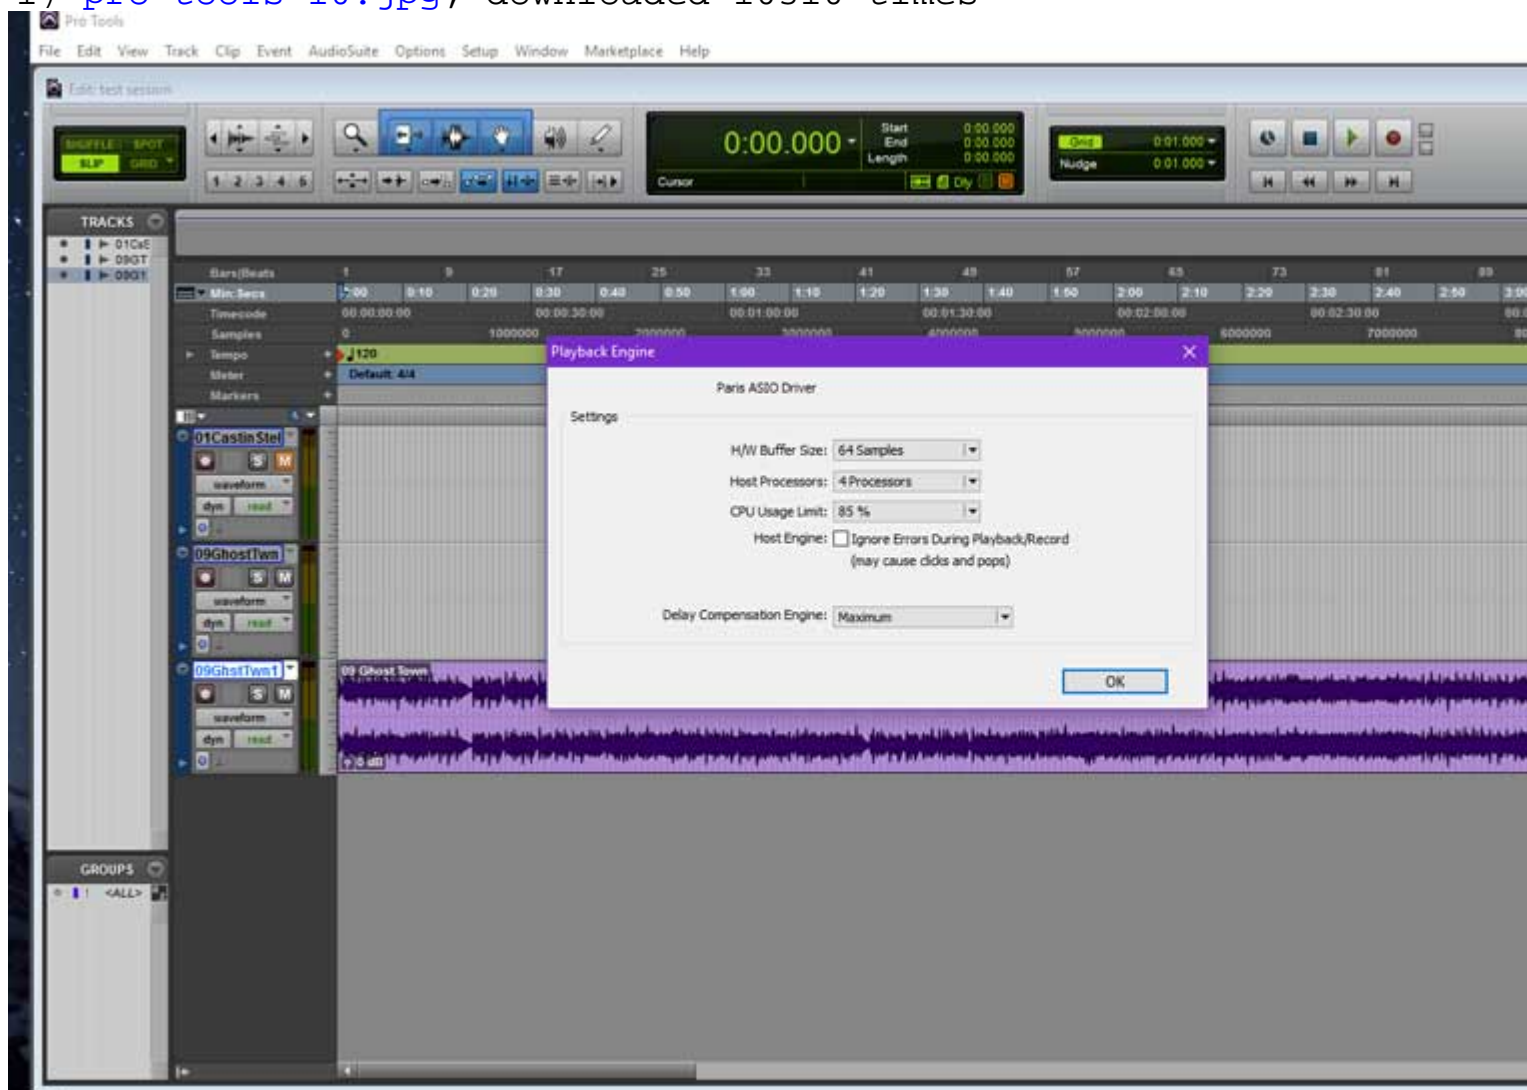 Pro Tools
File Edit View Track Clip Event AudioSuite Options Setup Window Marketplace Help
Edit: test session
SHUFFLE SPOT
SLIP GRID
1 2 3 4 5
0:00.000
Start 0:00.000
End 0:00.000
Length 0:00.000
Cursor
Dly
Grid 0:01.000
Nudge 0:01.000
TRACKS
01CsS
09GT
09GT
Bars|Beats 1 9 17 25 33 41 49 57 65 73 81 89
Min:Secs 0:00 0:10 0:20 0:30 0:40 0:50 1:00 1:10 1:20 1:30 1:40 1:50 2:00 2:10 2:20 2:30 2:40 2:50
Timecode 00:00:00:00 00:00:30:00 00:01:00:00 00:01:30:00 00:02:00:00 00:02:30:00
Samples 0 1000000 2000000 3000000 4000000 5000000 6000000 7000000
Tempo 120
Meter Default: 4/4
Markers
Playback Engine
Paris ASIO Driver
Settings
H/W Buffer Size: 64 Samples
Host Processors: 4 Processors
CPU Usage Limit: 85 %
Host Engine: Ignore Errors During Playback/Record
(may cause clicks and pops)
Delay Compensation Engine: Maximum
OK
01CastinStel
S M
waveform
dyn read
09GhostTwn
S M
waveform
dyn read
09GhstTwn1
S M
waveform
dyn read
09 Ghost Town
0 dB
GROUPS
! <ALL>